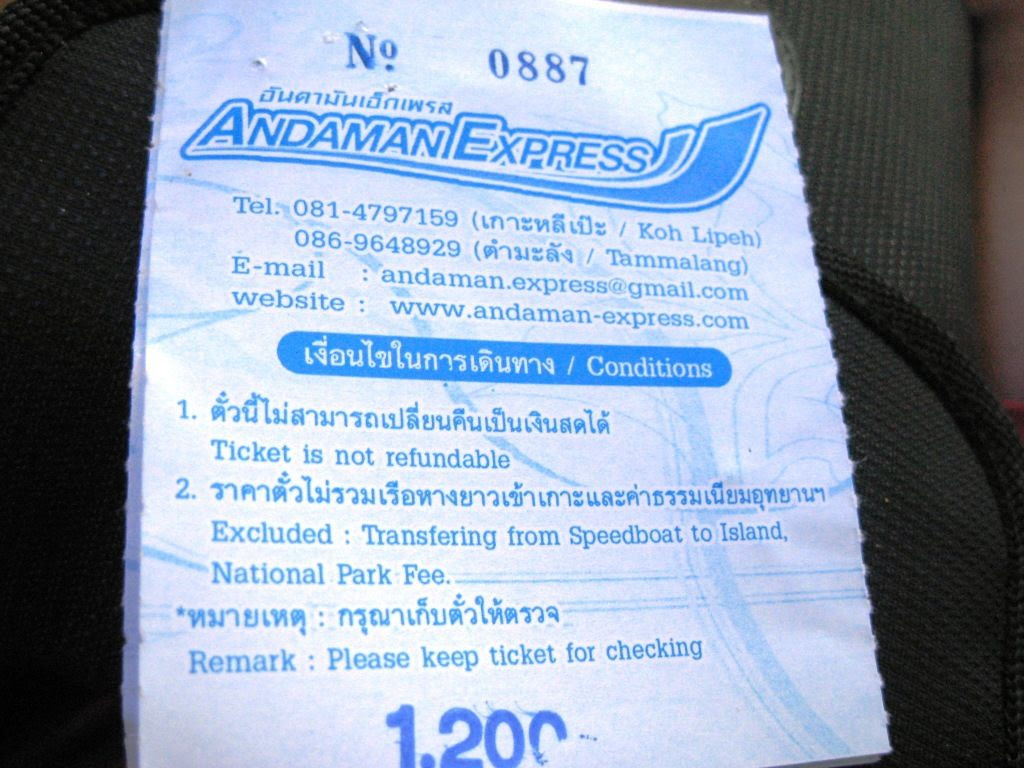 Nº 0887
อันดามันเอ็กเพรส
ANDAMAN EXPRESS
Tel. 081-4797159 (เกาะหลีเป๊ะ / Koh Lipeh)
086-9648929 (ตำมะลัง / Tammalang)
E-mail : andaman.express@gmail.com
website : www.andaman-express.com
เงื่อนไขในการเดินทาง / Conditions
1. ตั๋วนี้ไม่สามารถเปลี่ยนคืนเป็นเงินสดได้
Ticket is not refundable
2. ราคาตั๋วไม่รวมเรือหางยาวเข้าเกาะและค่าธรรมเนียมอุทยานฯ
Excluded : Transfering from Speedboat to Island,
National Park Fee.
*หมายเหตุ : กรุณาเก็บตั๋วให้ตรวจ
Remark : Please keep ticket for checking
1,200